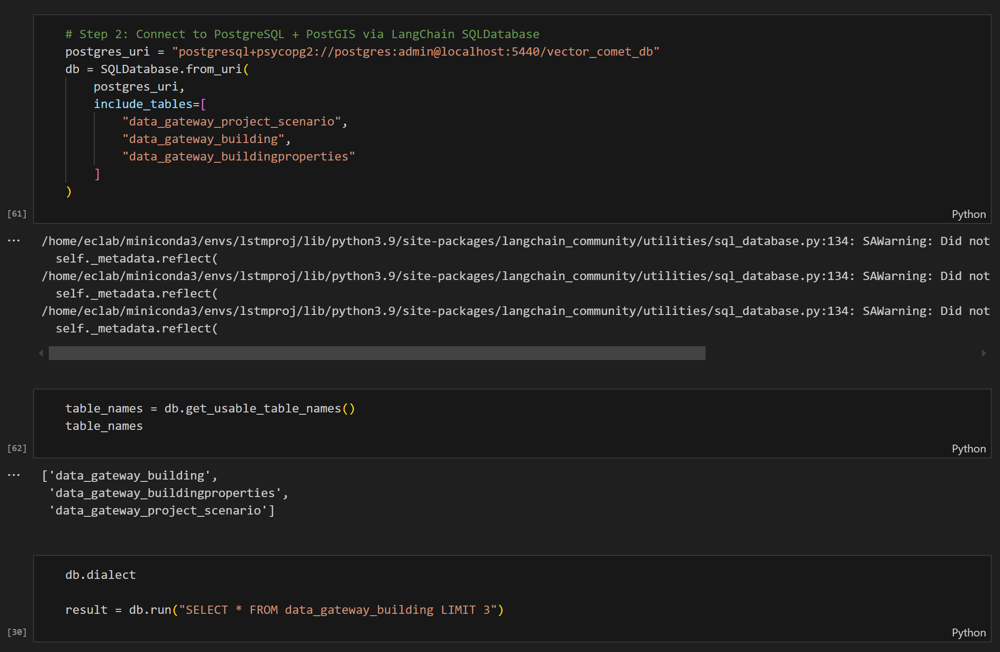 # Step 2: Connect to PostgreSQL + PostGIS via LangChain SQLDatabase
postgres_uri = "postgresql+psycopg2://postgres:admin@localhost:5440/vector_comet_db"
db = SQLDatabase.from_uri(
    postgres_uri,
    include_tables=[
        "data_gateway_project_scenario",
        "data_gateway_building",
        "data_gateway_buildingproperties"
    ]
)
[61]
Python
... /home/eclab/miniconda3/envs/lstmproj/lib/python3.9/site-packages/langchain_community/utilities/sql_database.py:134: SAWarning: Did not
  self._metadata.reflect(
/home/eclab/miniconda3/envs/lstmproj/lib/python3.9/site-packages/langchain_community/utilities/sql_database.py:134: SAWarning: Did not
  self._metadata.reflect(
/home/eclab/miniconda3/envs/lstmproj/lib/python3.9/site-packages/langchain_community/utilities/sql_database.py:134: SAWarning: Did not
  self._metadata.reflect(
table_names = db.get_usable_table_names()
table_names
[62]
Python
... ['data_gateway_building',
 'data_gateway_buildingproperties',
 'data_gateway_project_scenario']
db.dialect
result = db.run("SELECT * FROM data_gateway_building LIMIT 3")
[30]
Python